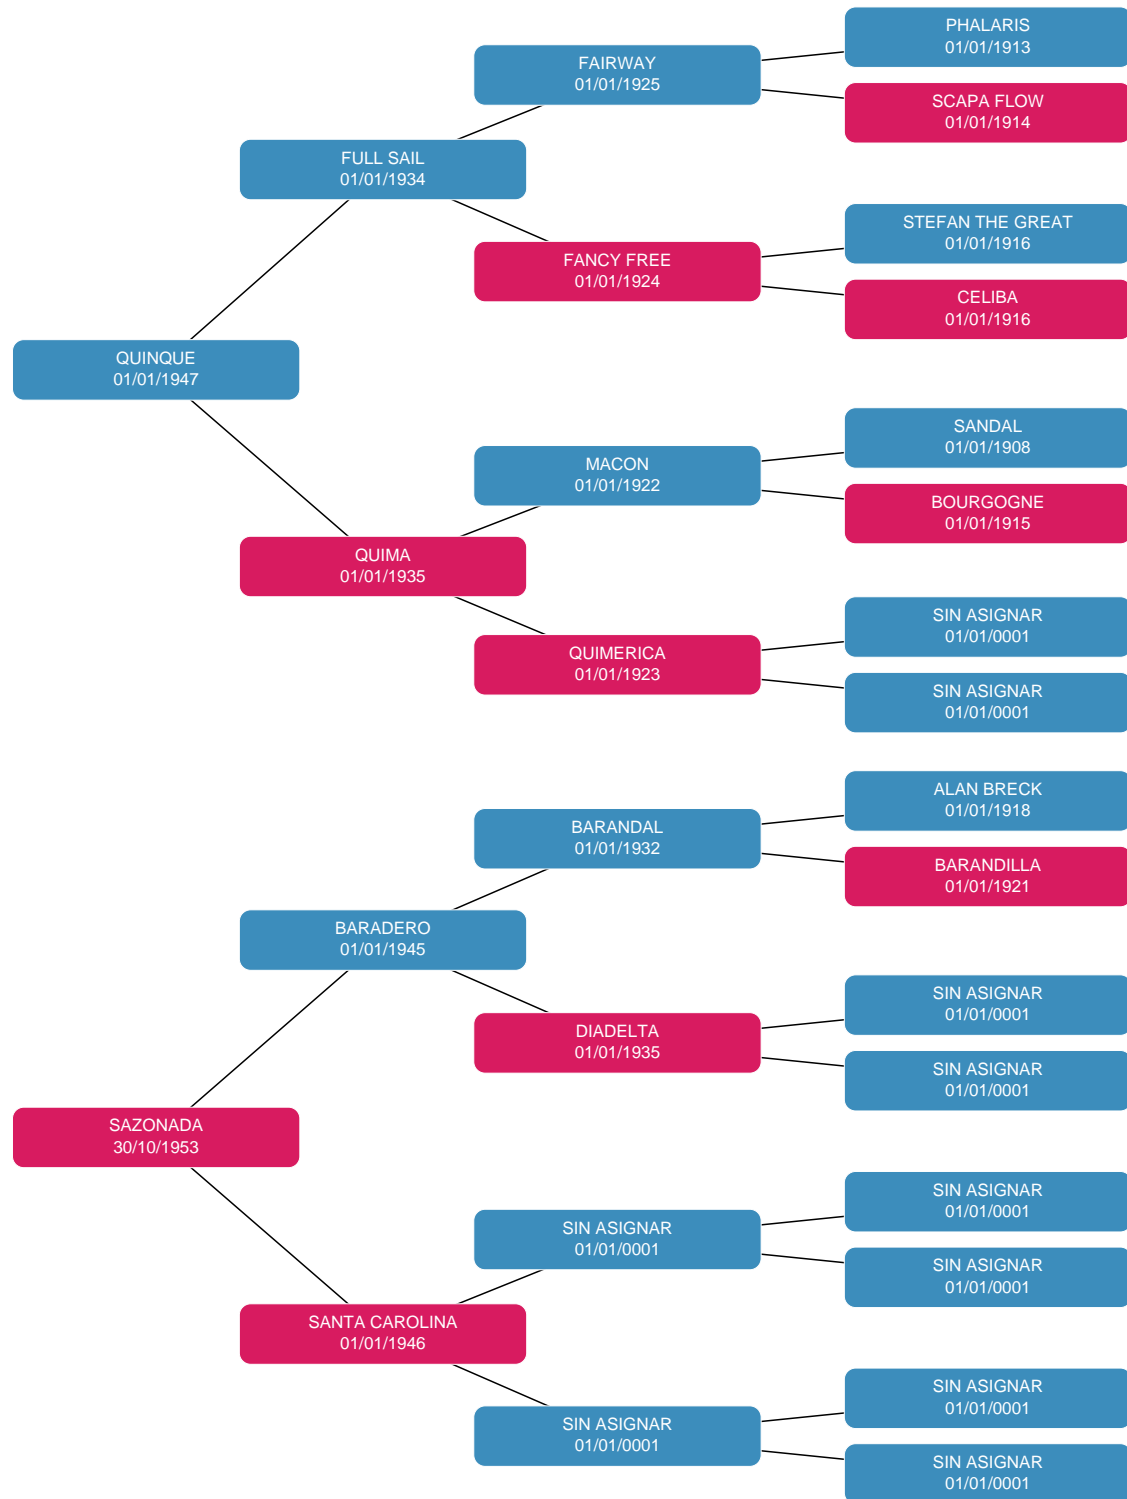 PHALARIS
01/01/1913
FAIRWAY
01/01/1925
SCAPA FLOW
01/01/1914
FULL SAIL
01/01/1934
STEFAN THE GREAT
01/01/1916
FANCY FREE
01/01/1924
CELIBA
01/01/1916
QUINQUE
01/01/1947
SANDAL
01/01/1908
MACON
01/01/1922
BOURGOGNE
01/01/1915
QUIMA
01/01/1935
SIN ASIGNAR
01/01/0001
QUIMERICA
01/01/1923
SIN ASIGNAR
01/01/0001
ALAN BRECK
01/01/1918
BARANDAL
01/01/1932
BARANDILLA
01/01/1921
BARADERO
01/01/1945
SIN ASIGNAR
01/01/0001
DIADELTA
01/01/1935
SIN ASIGNAR
01/01/0001
SAZONADA
30/10/1953
SIN ASIGNAR
01/01/0001
SIN ASIGNAR
01/01/0001
SIN ASIGNAR
01/01/0001
SANTA CAROLINA
01/01/1946
SIN ASIGNAR
01/01/0001
SIN ASIGNAR
01/01/0001
SIN ASIGNAR
01/01/0001